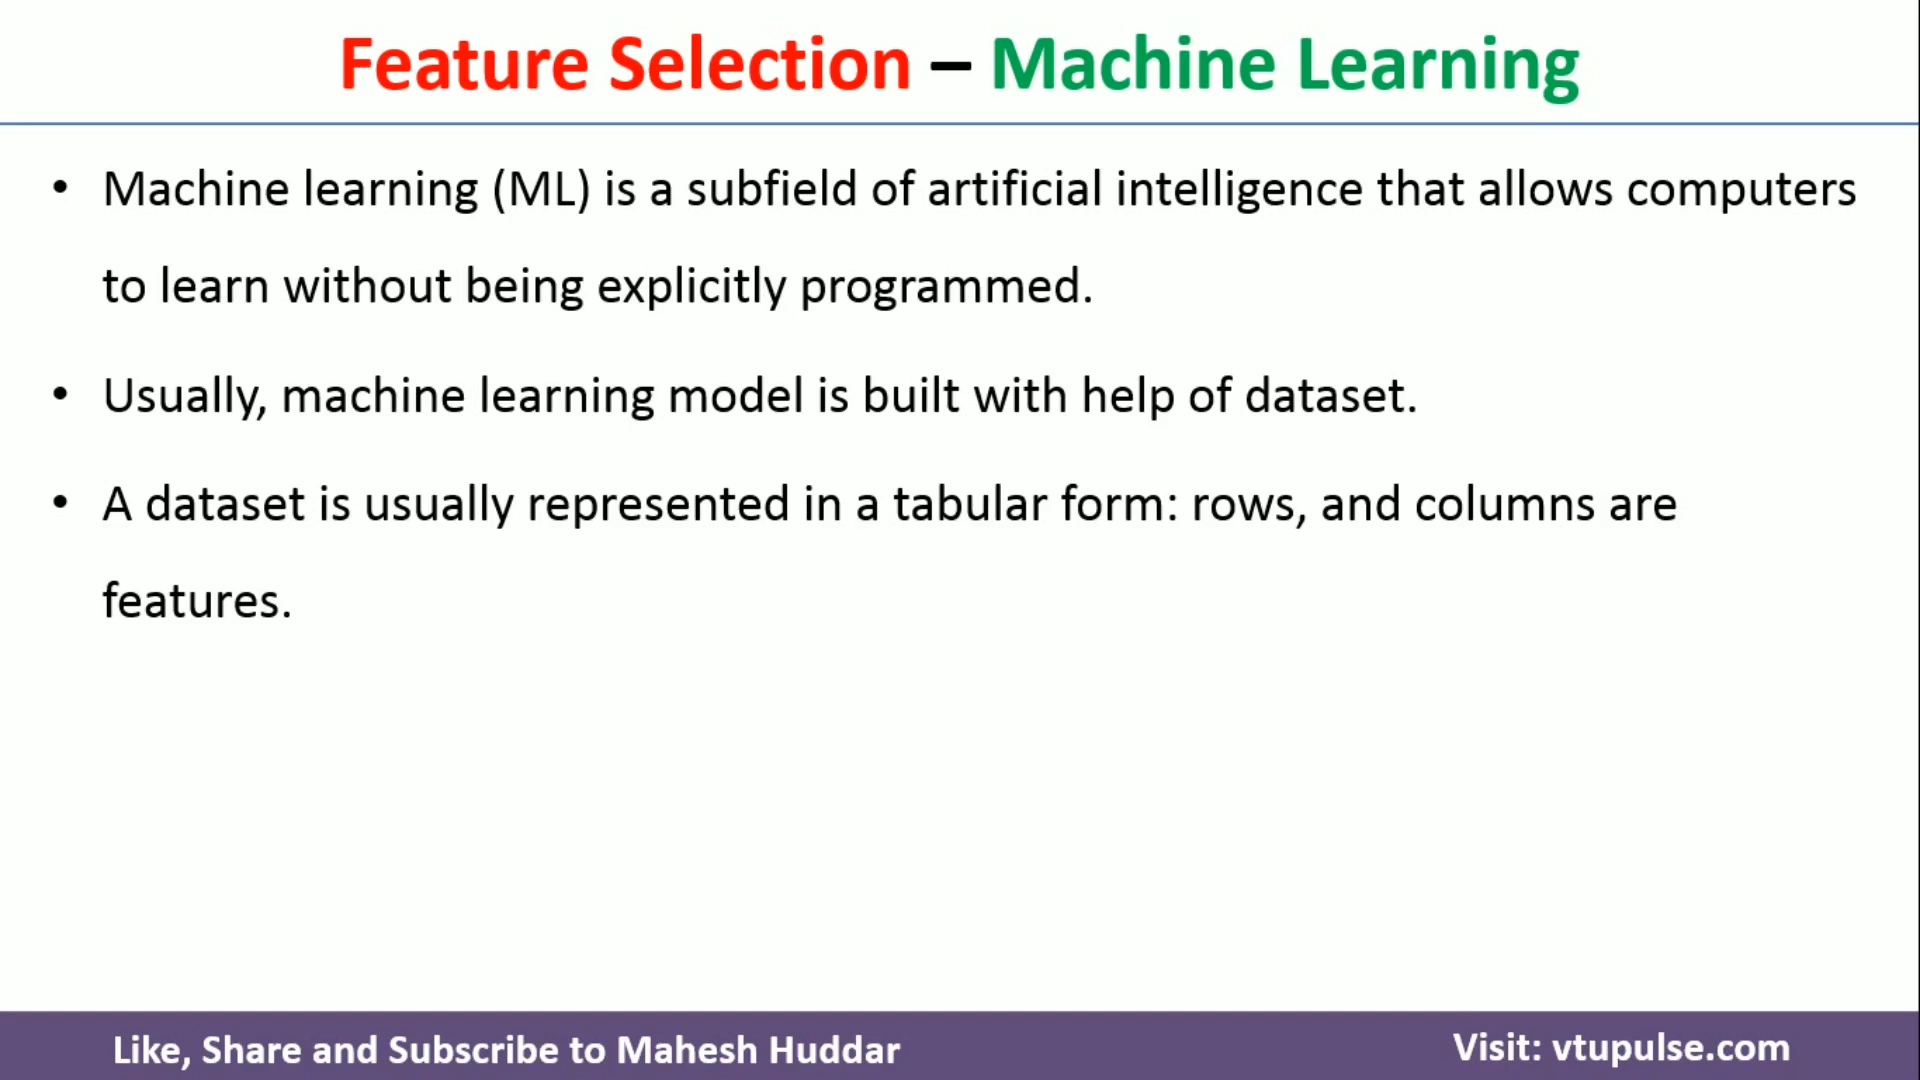 Feature Selection – Machine Learning
• Machine learning (ML) is a subfield of artificial intelligence that allows computers
to learn without being explicitly programmed.
• Usually, machine learning model is built with help of dataset.
• A dataset is usually represented in a tabular form: rows, and columns are
features.
Like, Share and Subscribe to Mahesh Huddar
Visit: vtupulse.com